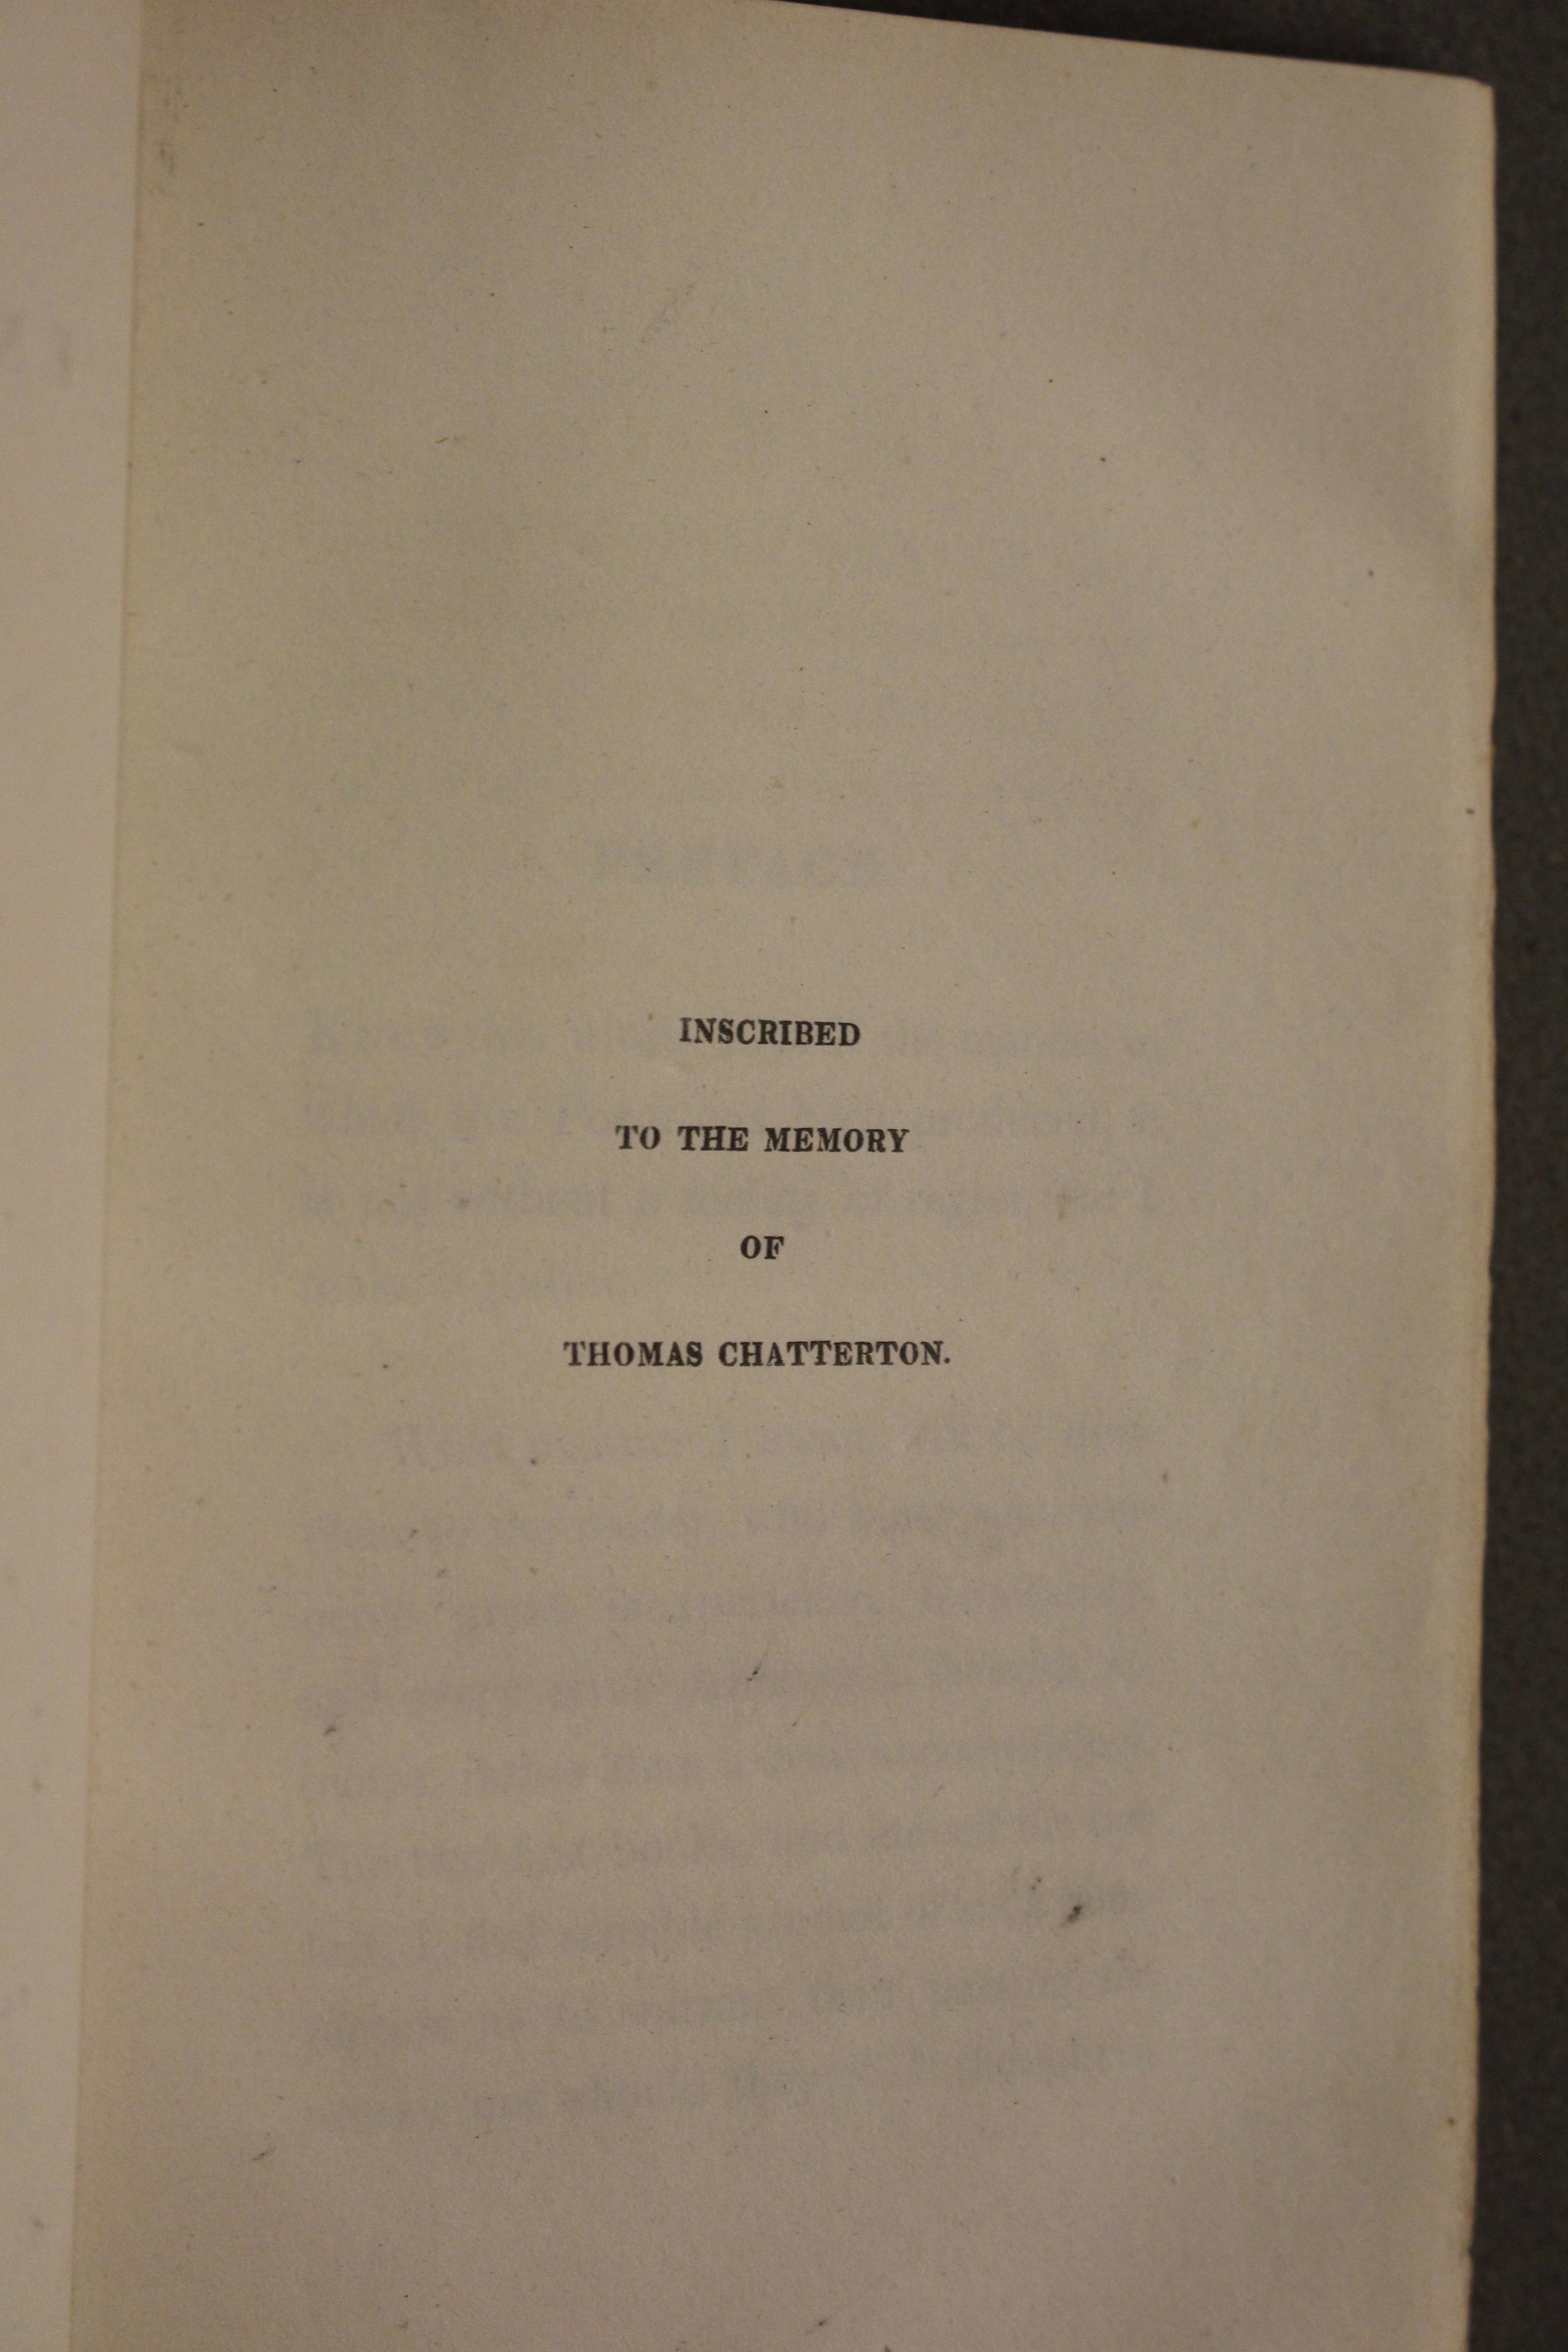 INSCRIBED
TO THE MEMORY
OF
THOMAS CHATTERTON.